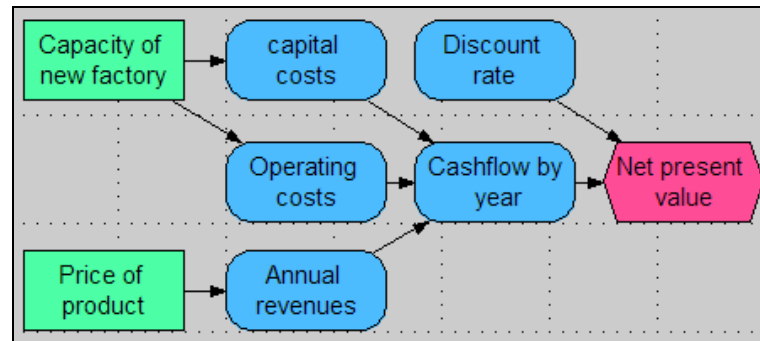 Capacity of
new factory
capital
costs
Discount
rate
Operating
costs
Cashflow by
year
Net present
value
Price of
product
Annual
revenues